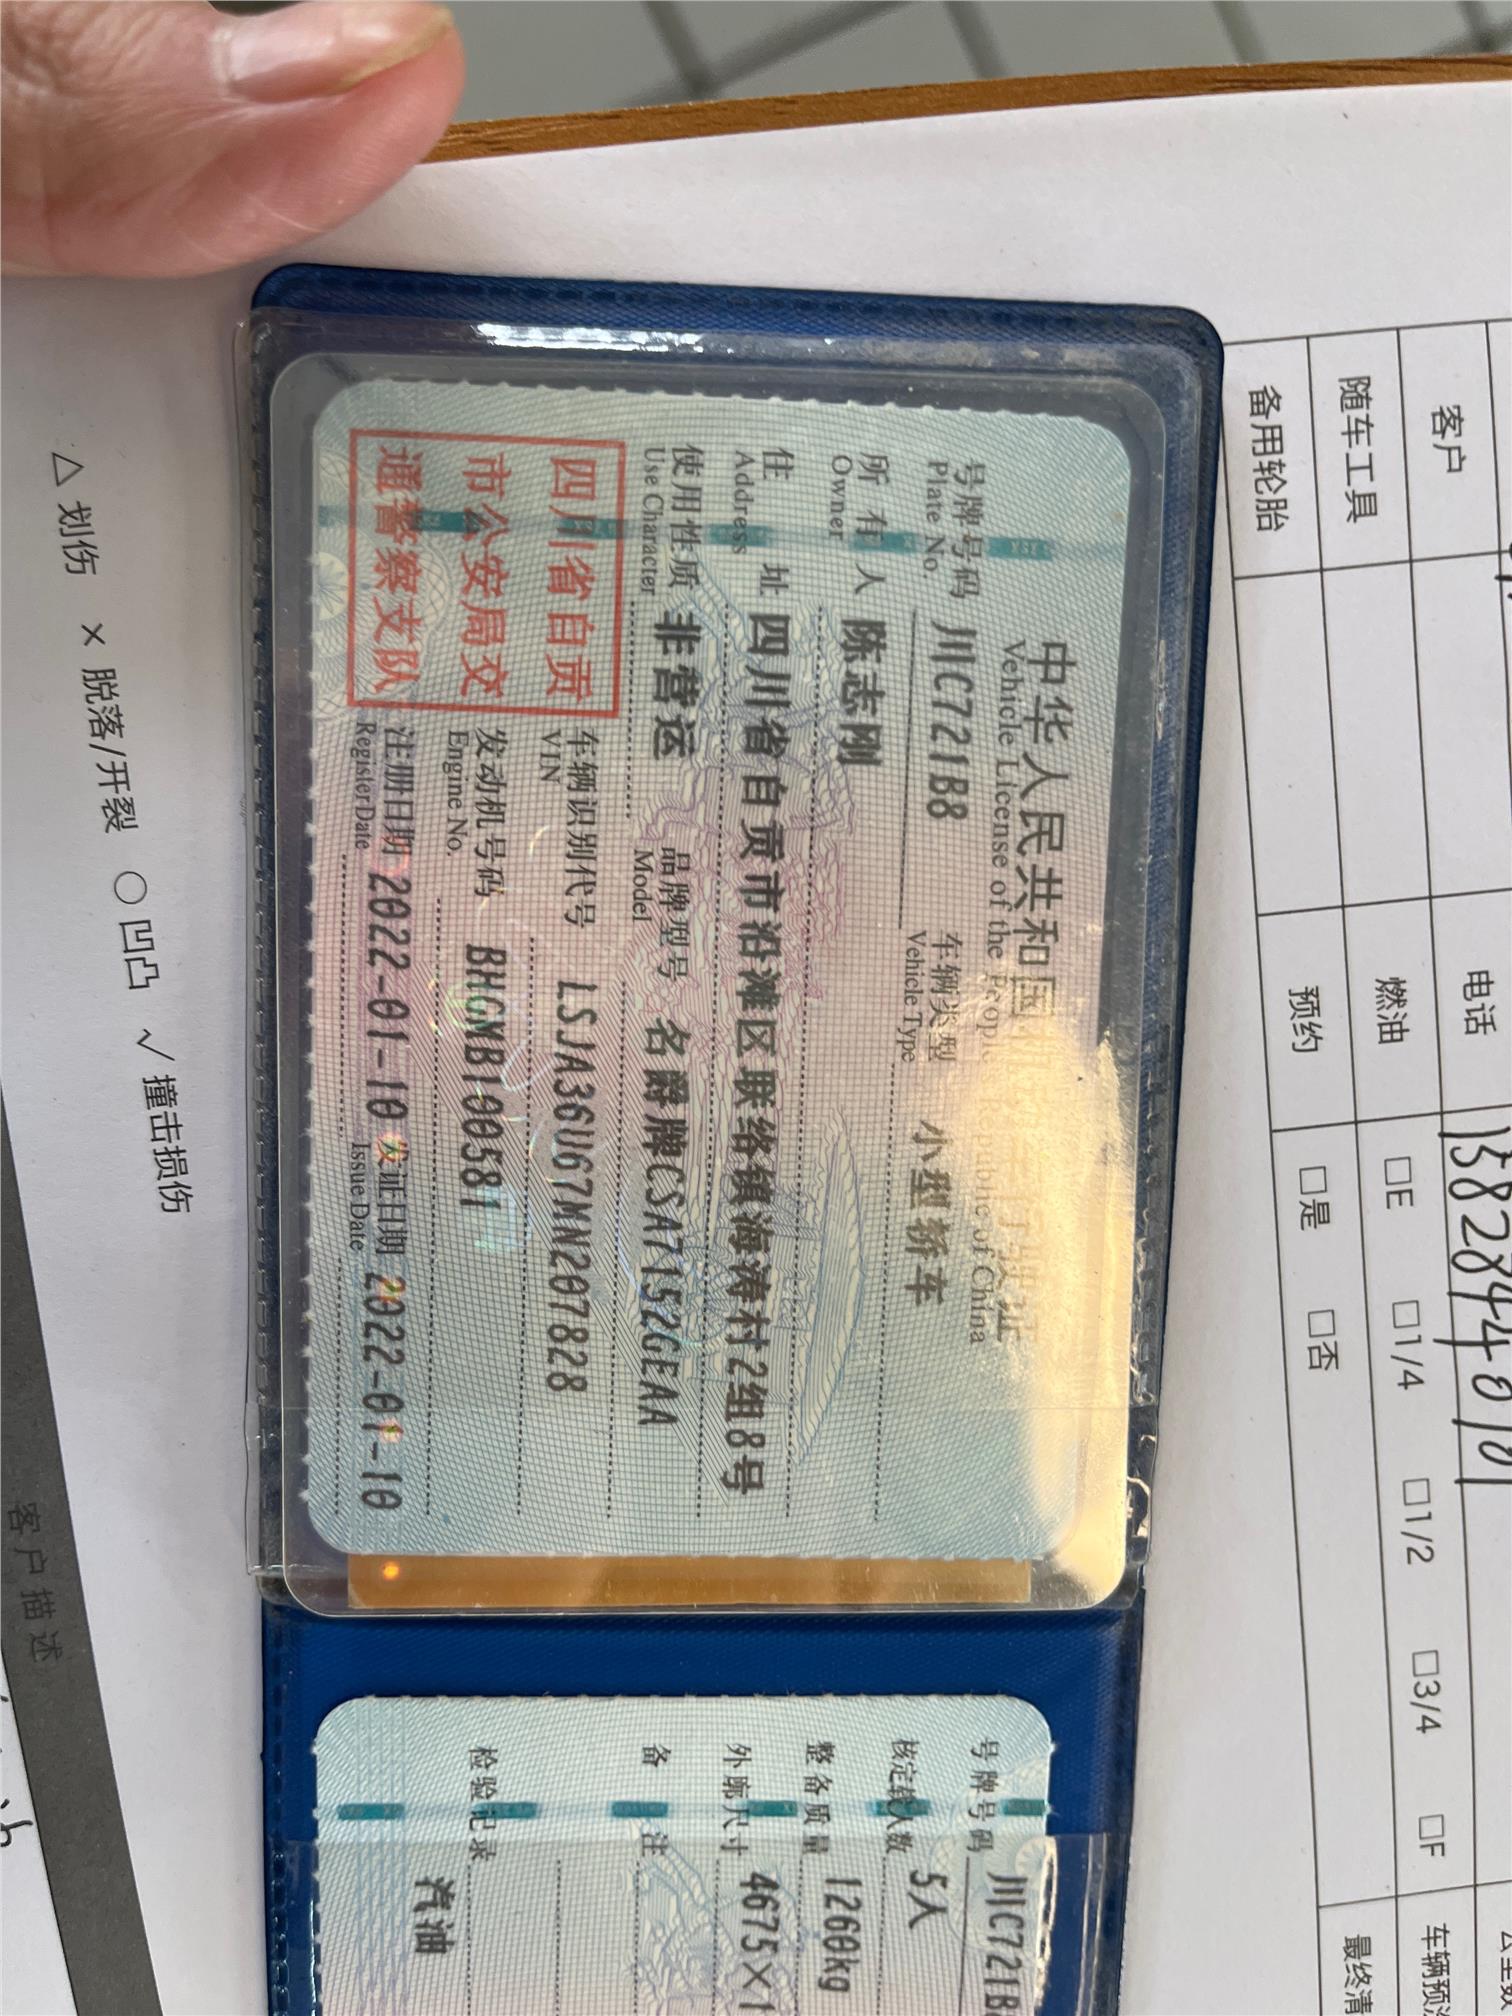 中华人民共和国机动车行驶证
Vehicle License of the People's Republic of China
号牌号码 川C721B8 车辆类型 小型轿车
Plate No. Vehicle Type
所有人 陈志刚
Owner
住址 四川省自贡市沿滩区联络镇海涛村2组8号
Address
使用性质 非营运 品牌型号 名爵牌CSA7152GEAA
Use Character Model
四川省自贡
市公安局交
通警察支队
车辆识别代号 LSJA36U67MN207828
VIN
发动机号码 BHGMB100581
Engine No.
注册日期 2022-01-10 发证日期 2022-01-10
Register Date Issue Date
号牌号码 川C721B
核定载人数 5人
整备质量 1260kg
外廓尺寸 4675×1
备注
检验记录 汽油
客户 电话 15828440101
随车工具 燃油 □E □1/4 □1/2 □3/4 □F
备用轮胎 预约 □是 □否 最终清
△ 划伤 × 脱落/开裂 ○ 凹凸 √ 撞击损伤
客户描述